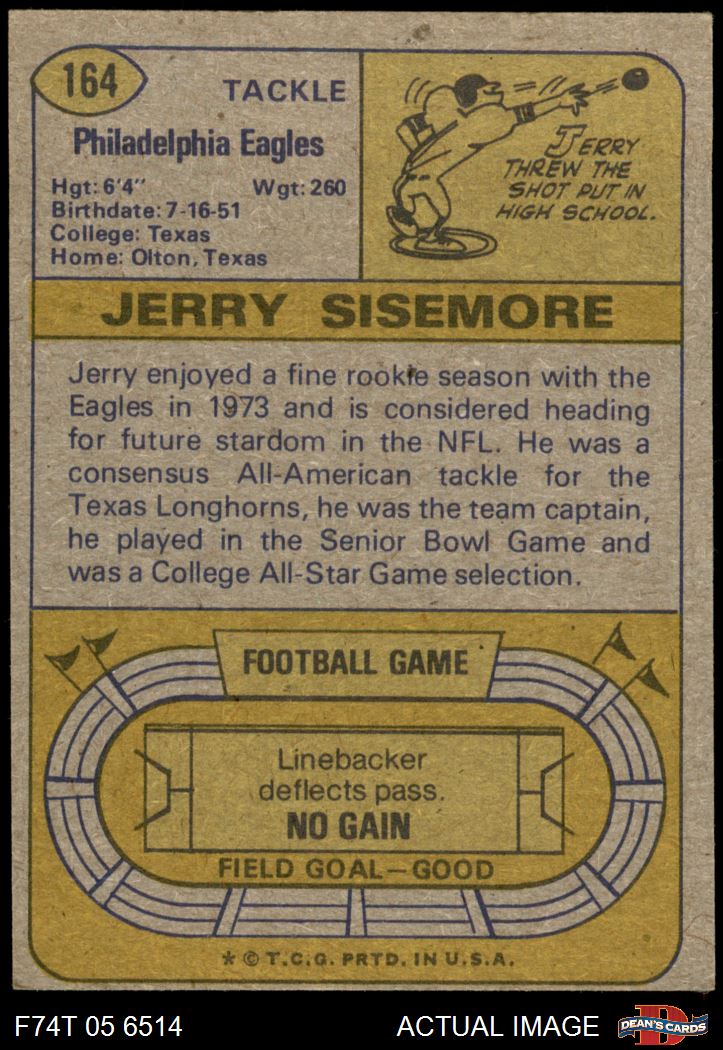 164
TACKLE
Philadelphia Eagles
Hgt: 6'4" Wgt: 260
Birthdate: 7-16-51
College: Texas
Home: Olton, Texas
JERRY
THREW THE
SHOT PUT IN
HIGH SCHOOL.
JERRY SISEMORE
Jerry enjoyed a fine rookie season with the
Eagles in 1973 and is considered heading
for future stardom in the NFL. He was a
consensus All-American tackle for the
Texas Longhorns, he was the team captain,
he played in the Senior Bowl Game and
was a College All-Star Game selection.
FOOTBALL GAME
Linebacker
deflects pass.
NO GAIN
FIELD GOAL—GOOD
* © T.C.G. PRTD. IN U.S.A.
F74T 05 6514 ACTUAL IMAGE D DEAN'S CARDS